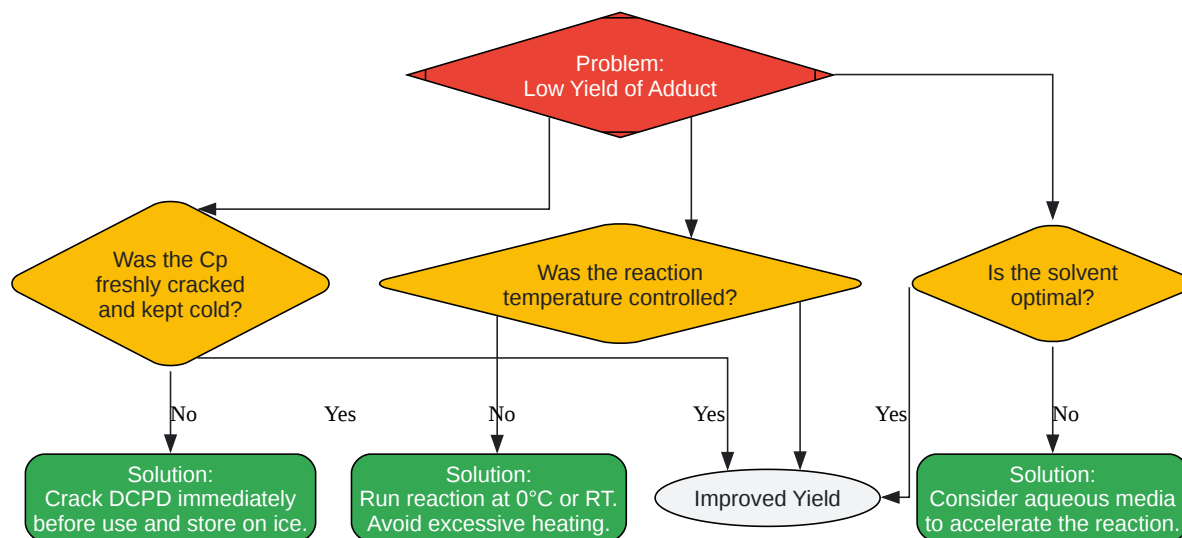 Problem:
Low Yield of Adduct
Was the Cp
freshly cracked
and kept cold?
Was the reaction
temperature controlled?
Is the solvent
optimal?
No
Yes
No
Yes
Yes
No
Solution:
Crack DCPD immediately
before use and store on ice.
Solution:
Run reaction at 0°C or RT.
Avoid excessive heating.
Improved Yield
Solution:
Consider aqueous media
to accelerate the reaction.